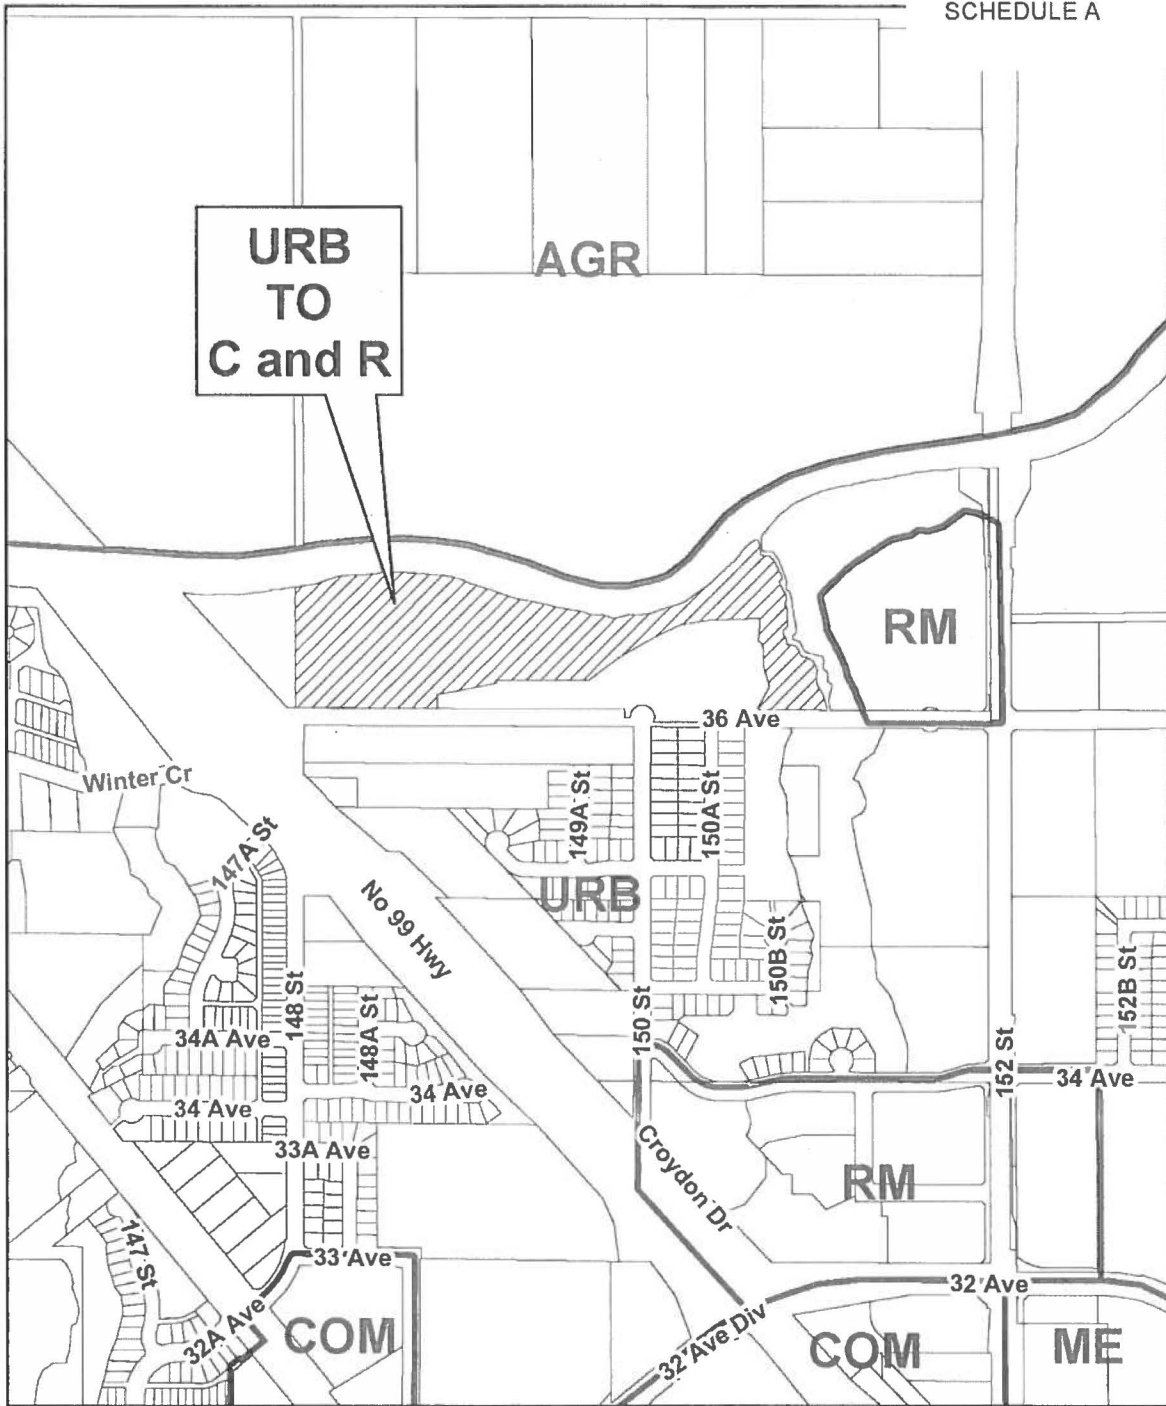 SCHEDULE A
URB
TO
C and R
AGR
RM
36 Ave
Winter Cr
149A St
150A St
147A St
URB
No 99 Hwy
150B St
152B St
148 St
148A St
150 St
152 St
34A Ave
34 Ave
34 Ave
34 Ave
33A Ave
Croydon Dr
RM
147 St
33 Ave
32 Ave
32A Ave
COM
32 Ave Div
COM
ME